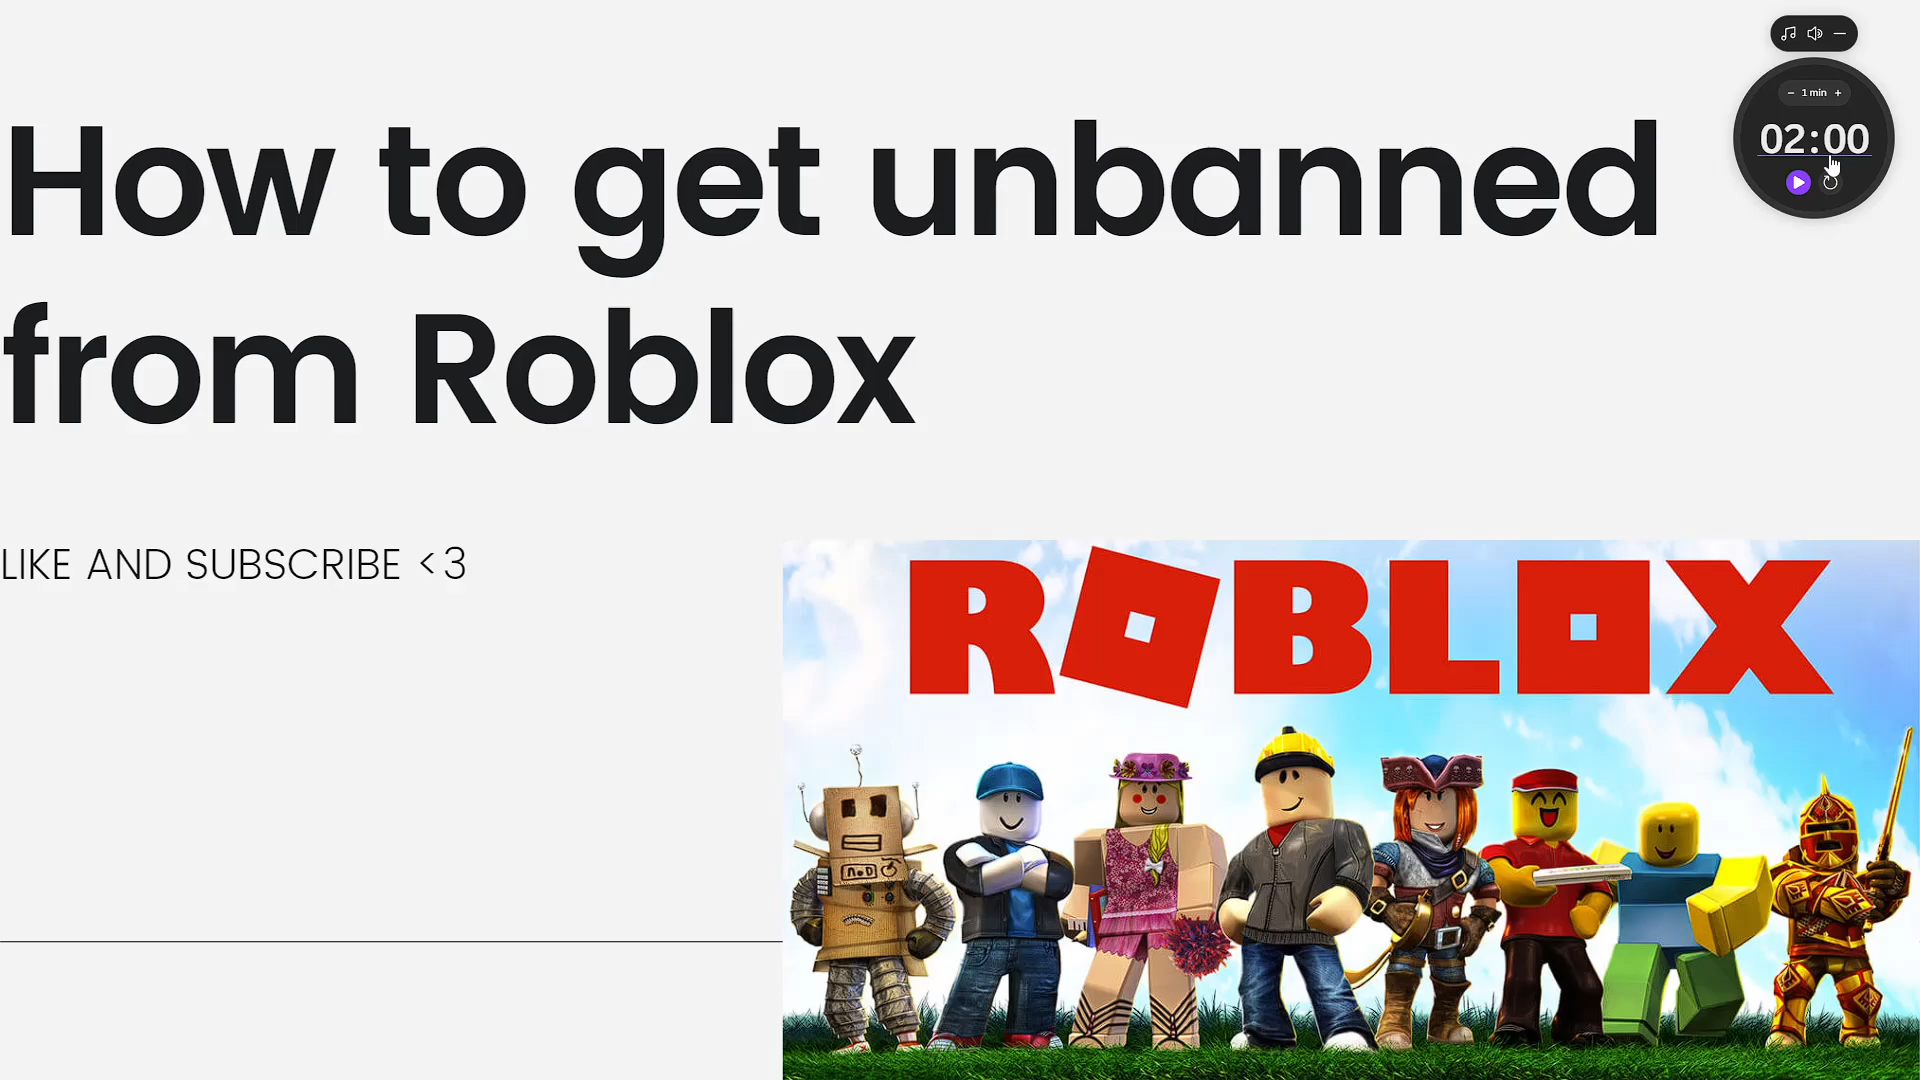 How to get unbanned
from Roblox
− 1 min +
02:00
LIKE AND SUBSCRIBE <3
ROBLOX